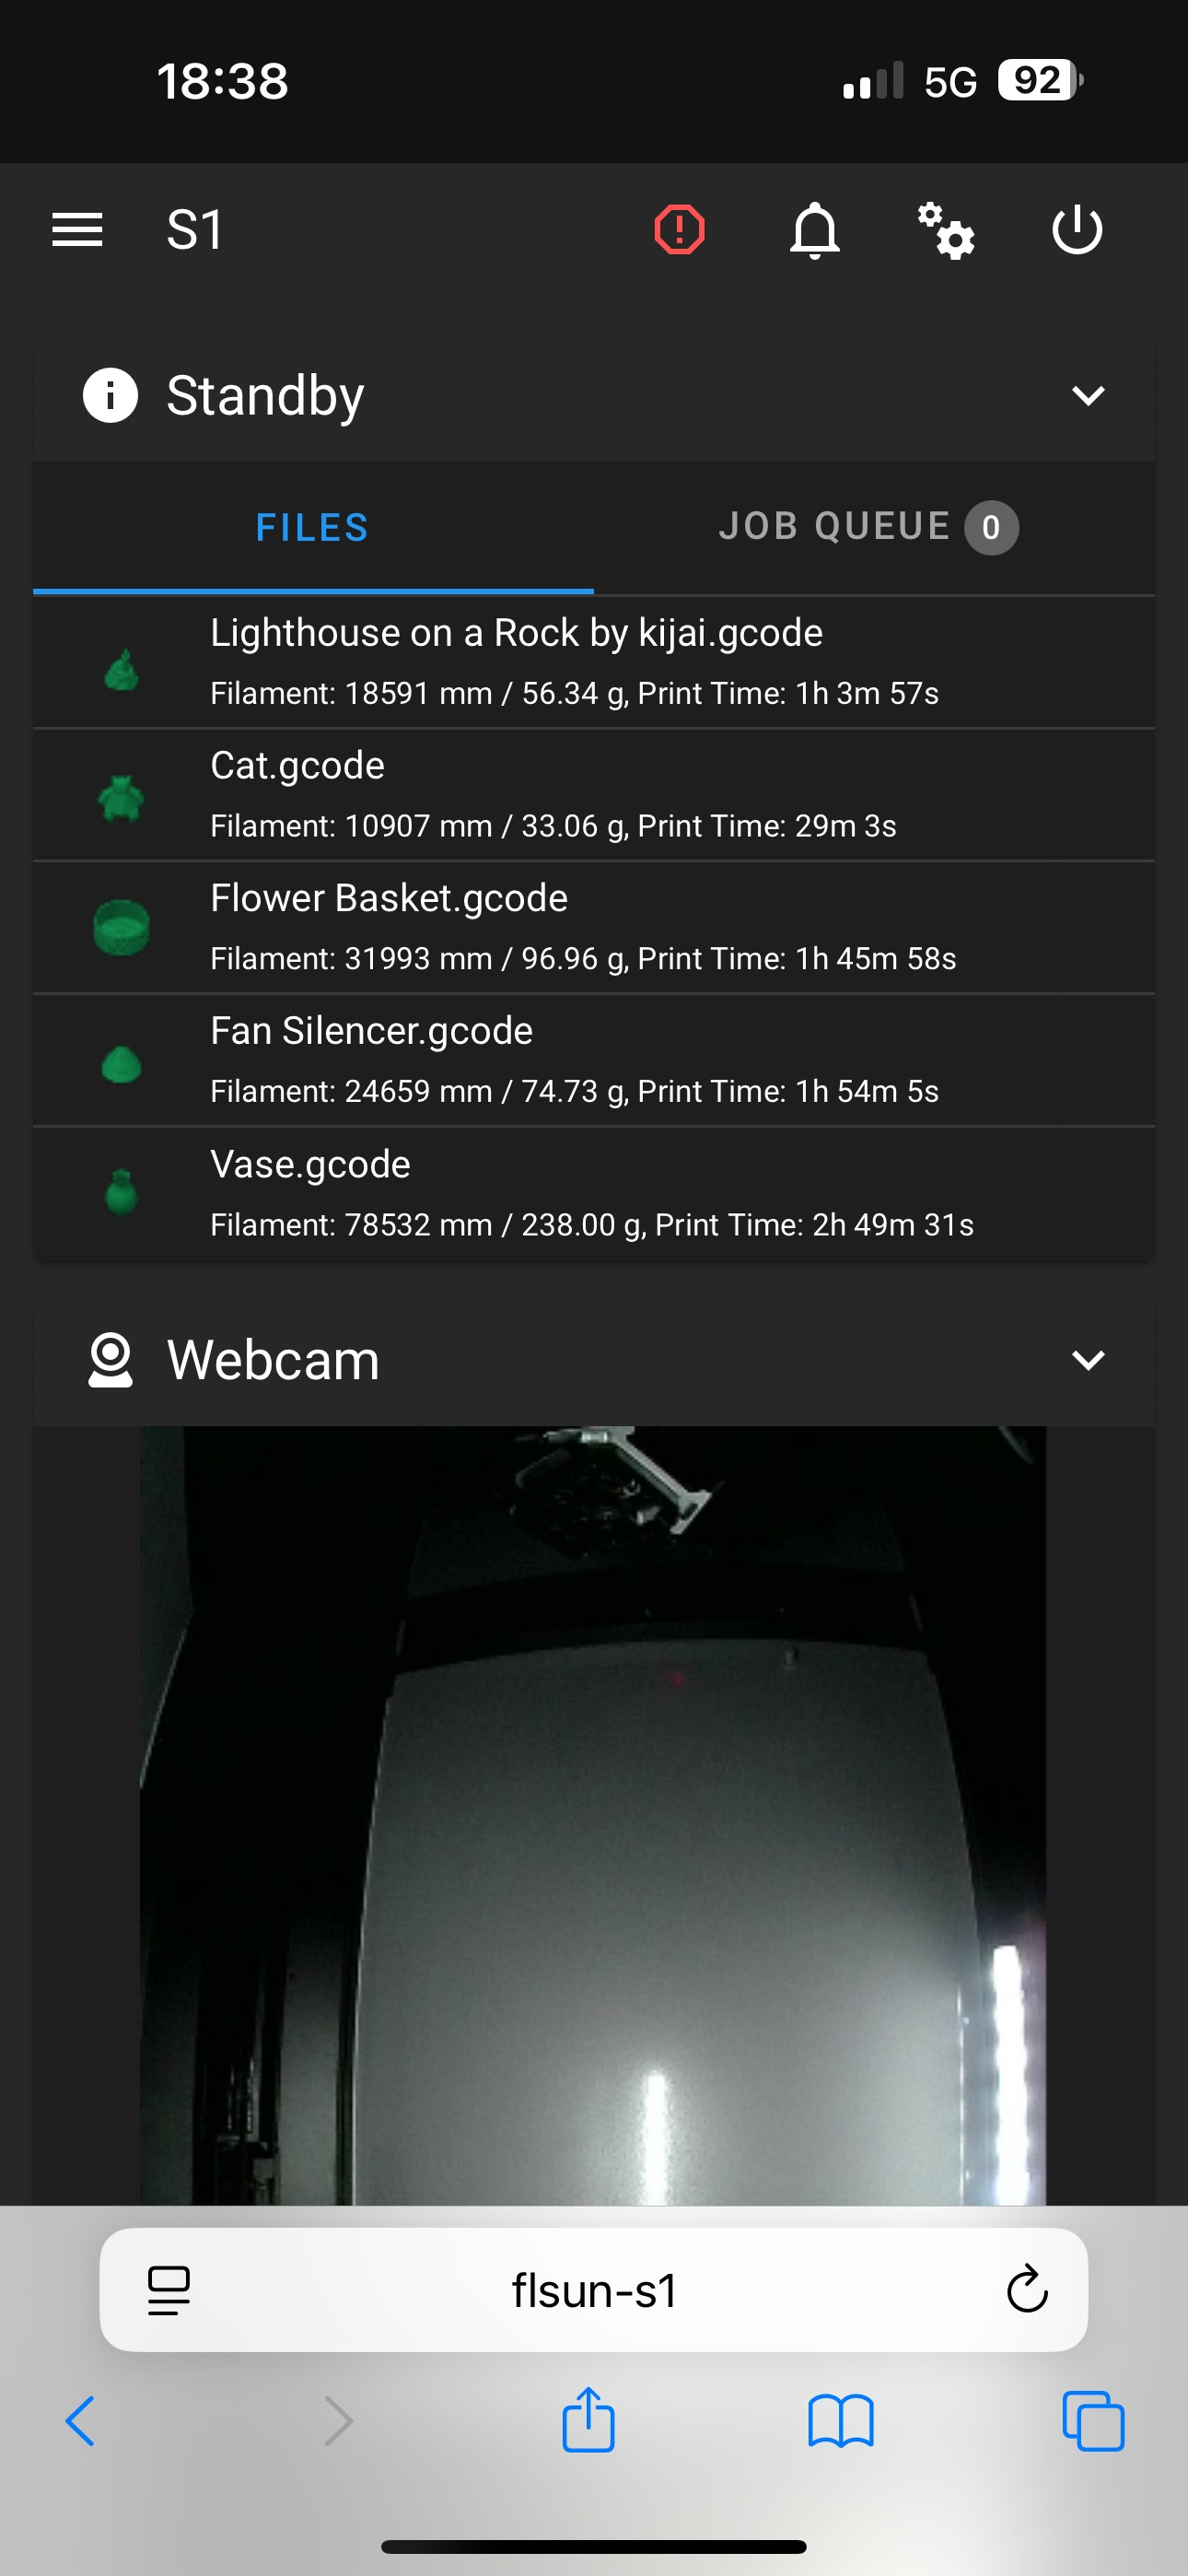 18:38
5G 92
S1
Standby
FILES
JOB QUEUE 0
Lighthouse on a Rock by kijai.gcode
Filament: 18591 mm / 56.34 g, Print Time: 1h 3m 57s
Cat.gcode
Filament: 10907 mm / 33.06 g, Print Time: 29m 3s
Flower Basket.gcode
Filament: 31993 mm / 96.96 g, Print Time: 1h 45m 58s
Fan Silencer.gcode
Filament: 24659 mm / 74.73 g, Print Time: 1h 54m 5s
Vase.gcode
Filament: 78532 mm / 238.00 g, Print Time: 2h 49m 31s
Webcam
flsun-s1